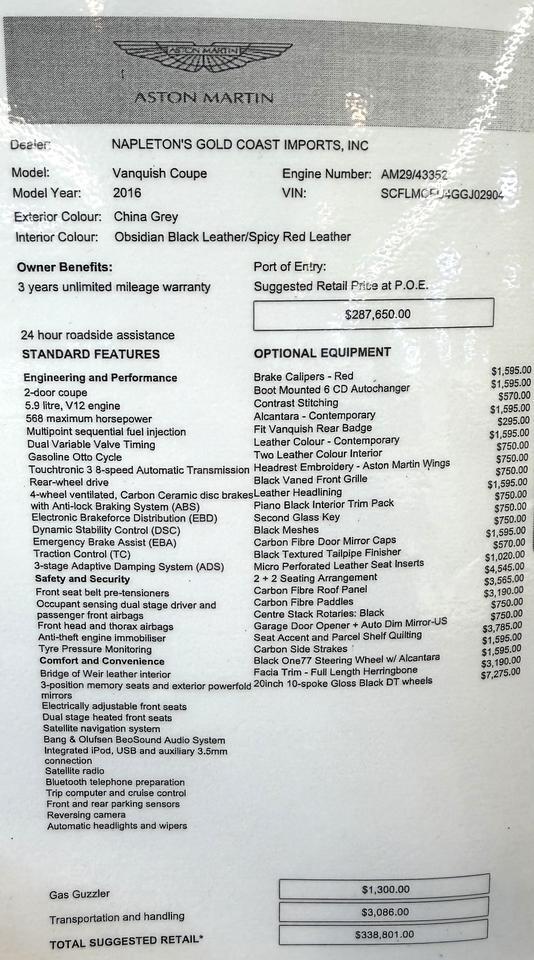 ASTON MARTIN
ASTON MARTIN
Dealer: NAPLETON'S GOLD COAST IMPORTS, INC
Model: Vanquish Coupe Engine Number: AM29/43352
Model Year: 2016 VIN:
Exterior Colour: China Grey
Interior Colour: Obsidian Black Leather/Spicy Red Leather
Owner Benefits:
3 years unlimited mileage warranty
24 hour roadside assistance
Port of Entry:
Suggested Retail Price at P.O.E.
$287,650.00
STANDARD FEATURES
Engineering and Performance
2-door coupe
5.9 litre, V12 engine
568 maximum horsepower
Multipoint sequential fuel injection
Dual Variable Valve Timing
Gasoline Otto Cycle
Touchtronic 3 8-speed Automatic Transmission
Rear-wheel drive
4-wheel ventilated, Carbon Ceramic disc brakes
with Anti-lock Braking System (ABS)
Electronic Brakeforce Distribution (EBD)
Dynamic Stability Control (DSC)
Emergency Brake Assist (EBA)
Traction Control (TC)
3-stage Adaptive Damping System (ADS)
Safety and Security
Front seat belt pre-tensioners
Occupant sensing dual stage driver and
passenger front airbags
Front head and thorax airbags
Anti-theft engine immobiliser
Tyre Pressure Monitoring
Comfort and Convenience
Bridge of Weir leather interior
3-position memory seats and exterior powerfold
mirrors
Electrically adjustable front seats
Dual stage heated front seats
Satellite navigation system
Bang & Olufsen BeoSound Audio System
Integrated iPod, USB and auxiliary 3.5mm
connection
Satellite radio
Bluetooth telephone preparation
Trip computer and cruise control
Front and rear parking sensors
Reversing camera
Automatic headlights and wipers
OPTIONAL EQUIPMENT
Brake Calipers - Red $1,595.00
Boot Mounted 6 CD Autochanger $1,595.00
Contrast Stitching $570.00
Alcantara - Contemporary $1,595.00
Fit Vanquish Rear Badge $295.00
Leather Colour - Contemporary $1,595.00
Two Leather Colour Interior $750.00
Headrest Embroidery - Aston Martin Wings $750.00
Black Vaned Front Grille $750.00
Leather Headlining $1,595.00
Piano Black Interior Trim Pack $750.00
Second Glass Key $750.00
Black Meshes $750.00
Carbon Fibre Door Mirror Caps $1,595.00
Black Textured Tailpipe Finisher $570.00
Micro Perforated Leather Seat Inserts $1,020.00
2 + 2 Seating Arrangement $4,545.00
Carbon Fibre Roof Panel $3,565.00
Carbon Fibre Paddles $3,190.00
Centre Stack Rotaries: Black $750.00
Garage Door Opener + Auto Dim Mirror-US $750.00
Seat Accent and Parcel Shelf Quilting $3,785.00
Carbon Side Strakes $1,595.00
Black One77 Steering Wheel w/ Alcantara $1,595.00
Facia Trim - Full Length Herringbone $3,190.00
20inch 10-spoke Gloss Black DT wheels $7,275.00
Gas Guzzler $1,300.00
Transportation and handling $3,086.00
TOTAL SUGGESTED RETAIL* $338,801.00